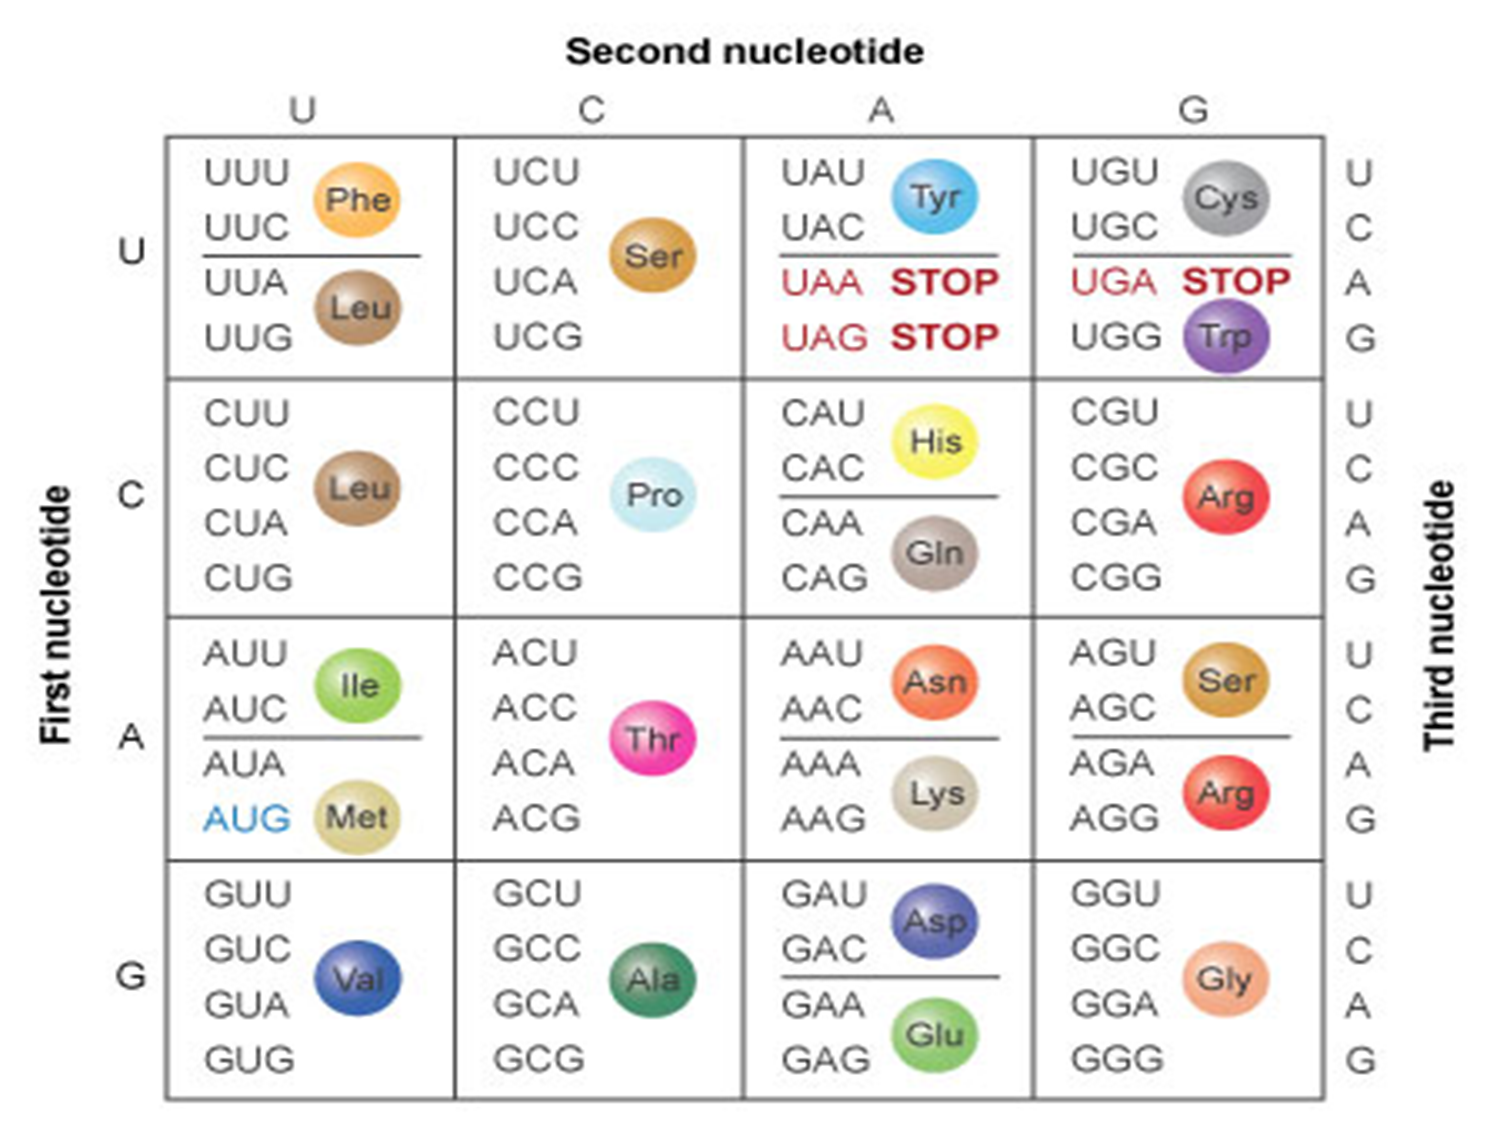 Second nucleotide
U C A G
First nucleotide
Third nucleotide
U
UUU Phe UCU UAU Tyr UGU Cys U
UUC UCC Ser UAC UGC C
UUA Leu UCA UAA STOP UGA STOP A
UUG UCG UAG STOP UGG Trp G
C
CUU CCU CAU His CGU U
CUC Leu CCC Pro CAC CGC Arg C
CUA CCA CAA Gln CGA A
CUG CCG CAG CGG G
A
AUU Ile ACU AAU Asn AGU Ser U
AUC ACC Thr AAC AGC C
AUA ACA AAA Lys AGA Arg A
AUG Met ACG AAG AGG G
G
GUU GCU GAU Asp GGU U
GUC Val GCC Ala GAC GGC Gly C
GUA GCA GAA Glu GGA A
GUG GCG GAG GGG G